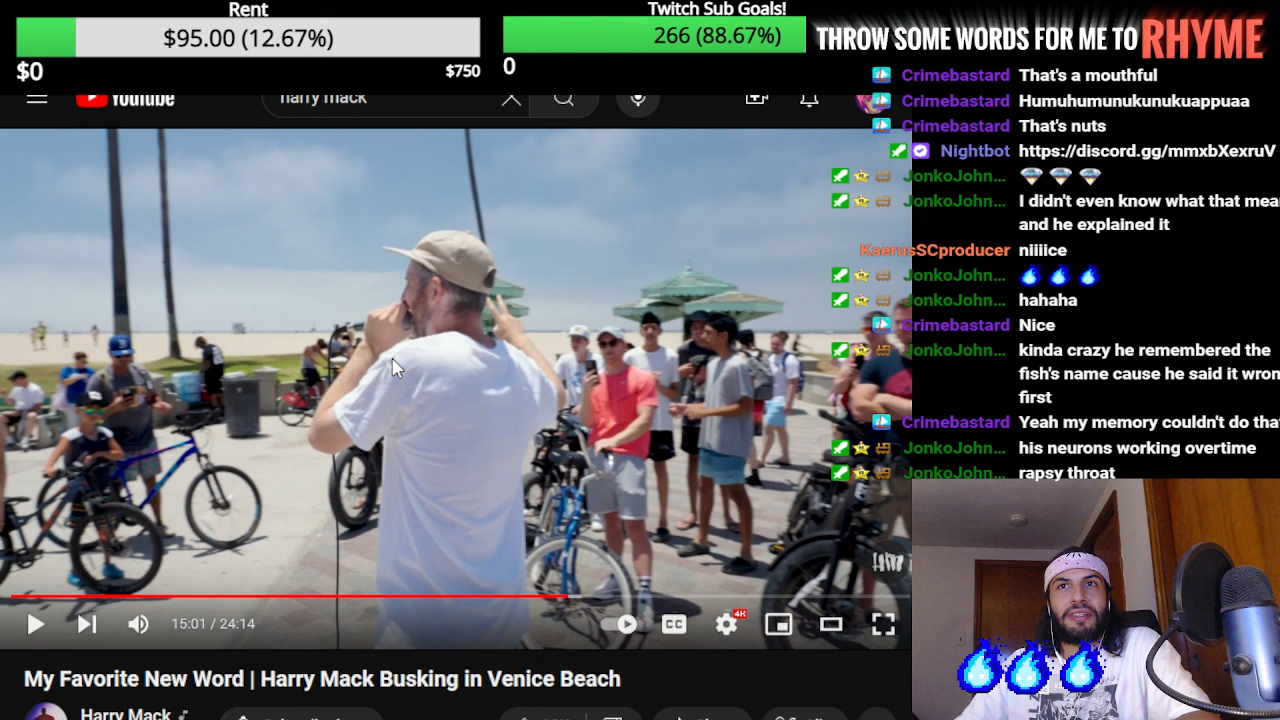 Rent
$95.00 (12.67%)
$0
$750
Twitch Sub Goals!
266 (88.67%)
0
THROW SOME WORDS FOR ME TO RHYME
YouTube
harry mack
Crimebastard That's a mouthful
Crimebastard Humuhumunukunukuappuaa
Crimebastard That's nuts
Nightbot https://discord.gg/mmxbXexruV
JonkoJohn...
JonkoJohn... I didn't even know what that mea
and he explained it
KaerusSCproducer niiiice
JonkoJohn...
JonkoJohn... hahaha
Crimebastard Nice
JonkoJohn... kinda crazy he remembered the
fish's name cause he said it wron
first
Crimebastard Yeah my memory couldn't do tha
JonkoJohn... his neurons working overtime
JonkoJohn... rapsy throat
15:01 / 24:14
CC
4K
My Favorite New Word | Harry Mack Busking in Venice Beach
Harry Mack